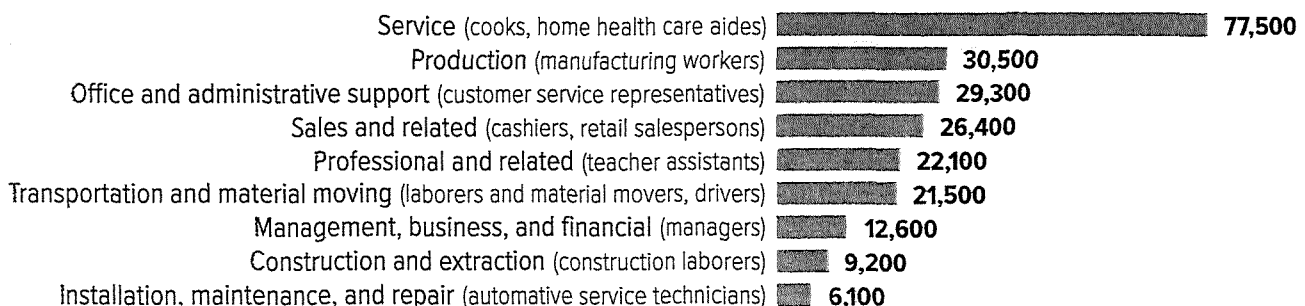 Service (cooks, home health care aides) 77,500
Production (manufacturing workers) 30,500
Office and administrative support (customer service representatives) 29,300
Sales and related (cashiers, retail salespersons) 26,400
Professional and related (teacher assistants) 22,100
Transportation and material moving (laborers and material movers, drivers) 21,500
Management, business, and financial (managers) 12,600
Construction and extraction (construction laborers) 9,200
Installation, maintenance, and repair (automative service technicians) 6,100